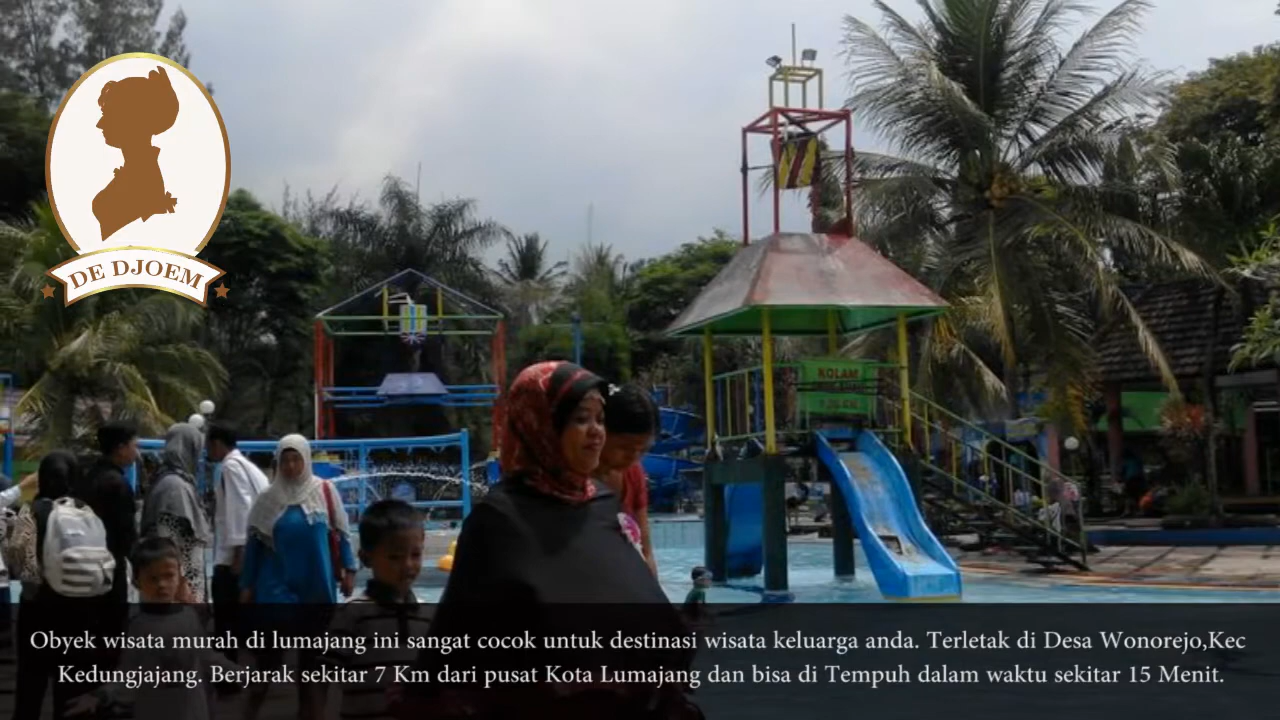 DE DJOEM
KOLAM
Obyek wisata murah di lumajang ini sangat cocok untuk destinasi wisata keluarga anda. Terletak di Desa Wonorejo,Kec
Kedungjajang. Berjarak sekitar 7 Km dari pusat Kota Lumajang dan bisa di Tempuh dalam waktu sekitar 15 Menit.